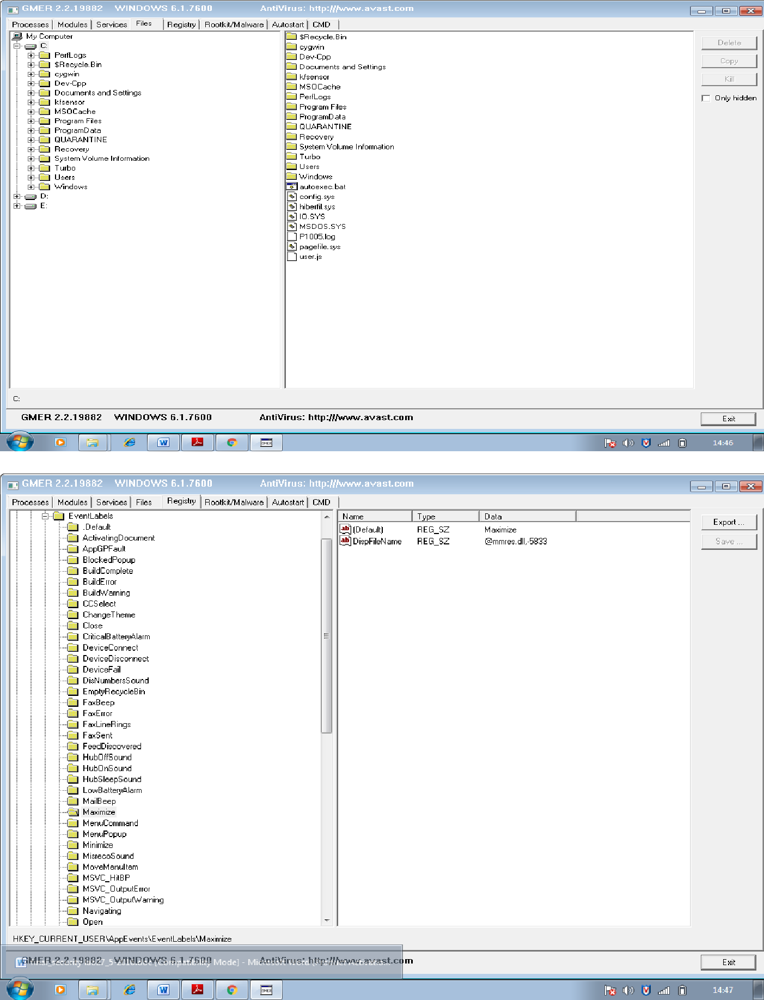 GMER 2.2.19882 WINDOWS 6.1.7600 AntiVirus: http:///www.avast.com
Processes Modules Services Files Registry Rootkit/Malware Autostart CMD
My Computer
C:
PerfLogs
$Recycle.Bin
cygwin
Dev-Cpp
Documents and Settings
kfsensor
MSOCache
Program Files
ProgramData
QUARANTINE
Recovery
System Volume Information
Turbo
Users
Windows
D:
E:
$Recycle.Bin
cygwin
Dev-Cpp
Documents and Settings
kfsensor
MSOCache
PerfLogs
Program Files
ProgramData
QUARANTINE
Recovery
System Volume Information
Turbo
Users
Windows
autoexec.bat
config.sys
hiberfil.sys
IO.SYS
MSDOS.SYS
P1005.log
pagefile.sys
user.js
Delete
Copy
Kill
Only hidden
C:
GMER 2.2.19882 WINDOWS 6.1.7600 AntiVirus: http:///www.avast.com
Exit
14:46
GMER 2.2.19882 WINDOWS 6.1.7600 AntiVirus: http:///www.avast.com
Processes Modules Services Files Registry Rootkit/Malware Autostart CMD
EventLabels
.Default
ActivatingDocument
AppGPFault
BlockedPopup
BuildComplete
BuildError
BuildWarning
CCSelect
ChangeTheme
Close
CriticalBatteryAlarm
DeviceConnect
DeviceDisconnect
DeviceFail
DisNumbersSound
EmptyRecycleBin
FaxBeep
FaxError
FaxLineRings
FaxSent
FeedDiscovered
HubOffSound
HubOnSound
HubSleepSound
LowBatteryAlarm
MailBeep
Maximize
MenuCommand
MenuPopup
Minimize
MisrecoSound
MoveMenuItem
MSVC_HitBP
MSVC_OutputError
MSVC_OutputWarning
Navigating
Open
Name Type Data
(Default) REG_SZ Maximize
DispFileName REG_SZ @mmres.dll,-5833
Export ...
Save ...
HKEY_CURRENT_USER\AppEvents\EventLabels\Maximize
GMER 2.2.19882 WINDOWS 6.1.7600 AntiVirus: http:///www.avast.com
[Compatibility Mode] - Microsoft Word
Exit
14:47